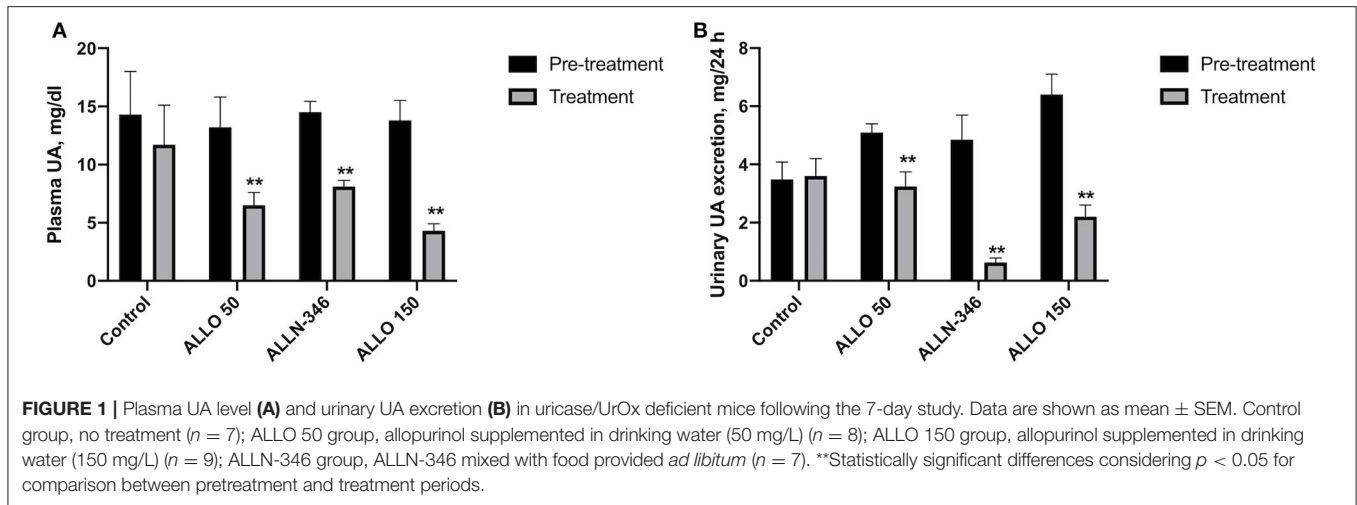 A
Plasma UA, mg/dl
20
15
10
5
0
Pre-treatment
Treatment
**
**
**
Control
ALLO 50
ALLN-346
ALLO 150
B
Urinary UA excretion, mg/24 h
8
6
4
2
0
Pre-treatment
Treatment
**
**
**
Control
ALLO 50
ALLN-346
ALLO 150
FIGURE 1 | Plasma UA level (A) and urinary UA excretion (B) in uricase/UrOx deficient mice following the 7-day study. Data are shown as mean ± SEM. Control
group, no treatment (n = 7); ALLO 50 group, allopurinol supplemented in drinking water (50 mg/L) (n = 8); ALLO 150 group, allopurinol supplemented in drinking
water (150 mg/L) (n = 9); ALLN-346 group, ALLN-346 mixed with food provided ad libitum (n = 7). **Statistically significant differences considering p < 0.05 for
comparison between pretreatment and treatment periods.